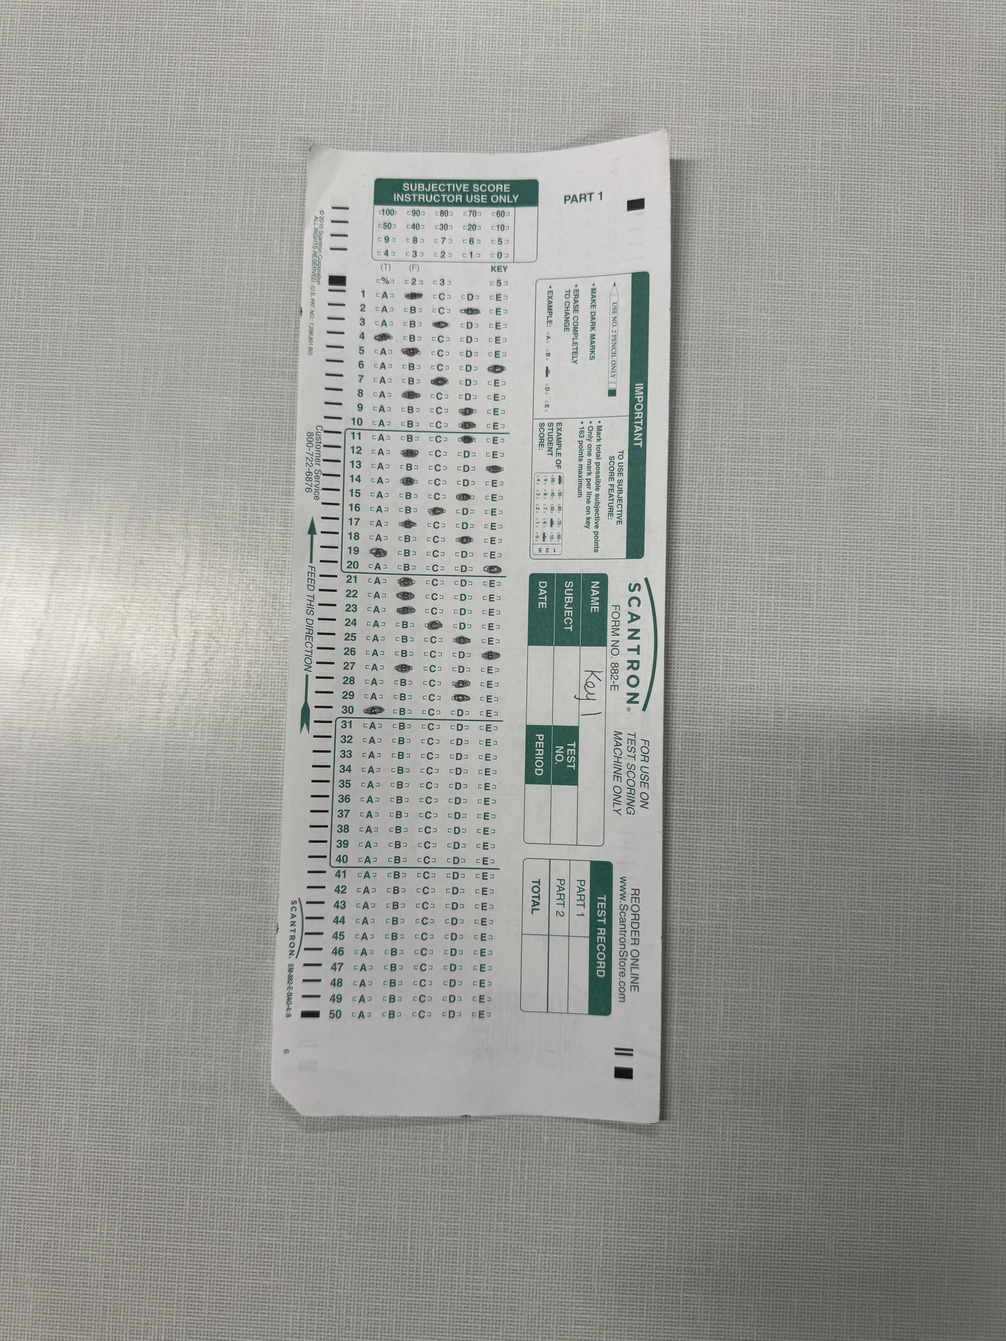 SUBJECTIVE SCORE
INSTRUCTOR USE ONLY
100 90 80 70 60
50 40 30 20 10
9 8 7 6 5
4 3 2 1 0
(T) (F) KEY
% 2 3 5
1 A C D E
2 A B C E
3 A B D E
4 B C D E
5 A C D E
6 A B C D
7 A B D E
8 A C D E
9 A B C E
10 A B C E
11 A B C E
12 A C D E
13 A B C D
14 A C D E
15 A B C E
16 A B D E
17 A C D E
18 A B C E
19 B C D E
20 A B C D
21 A C D E
22 A C D E
23 A C D E
24 A B D E
25 A B C E
26 A B C D
27 A C D E
28 A B C E
29 A B C E
30 B C D E
31 A B C D E
32 A B C D E
33 A B C D E
34 A B C D E
35 A B C D E
36 A B C D E
37 A B C D E
38 A B C D E
39 A B C D E
40 A B C D E
41 A B C D E
42 A B C D E
43 A B C D E
44 A B C D E
45 A B C D E
46 A B C D E
47 A B C D E
48 A B C D E
49 A B C D E
50 A B C D E
PART 1
IMPORTANT
USE NO. 2 PENCIL ONLY
• MAKE DARK MARKS
• ERASE COMPLETELY
TO CHANGE
• EXAMPLE: A B D E
TO USE SUBJECTIVE
SCORE FEATURE:
• Mark total possible subjective points
• Only one mark per line on key
• 163 points maximum
EXAMPLE OF
STUDENT
SCORE:
SCANTRON®
FORM NO. 882-E
FOR USE ON
TEST SCORING
MACHINE ONLY
REORDER ONLINE
www.ScantronStore.com
NAME Key 1
SUBJECT TEST
NO.
DATE PERIOD
TEST RECORD
PART 1
PART 2
TOTAL
© 2010 Scantron Corporation
ALL RIGHTS RESERVED.
Customer Service
800-722-6876
FEED THIS DIRECTION
SCANTRON.
6